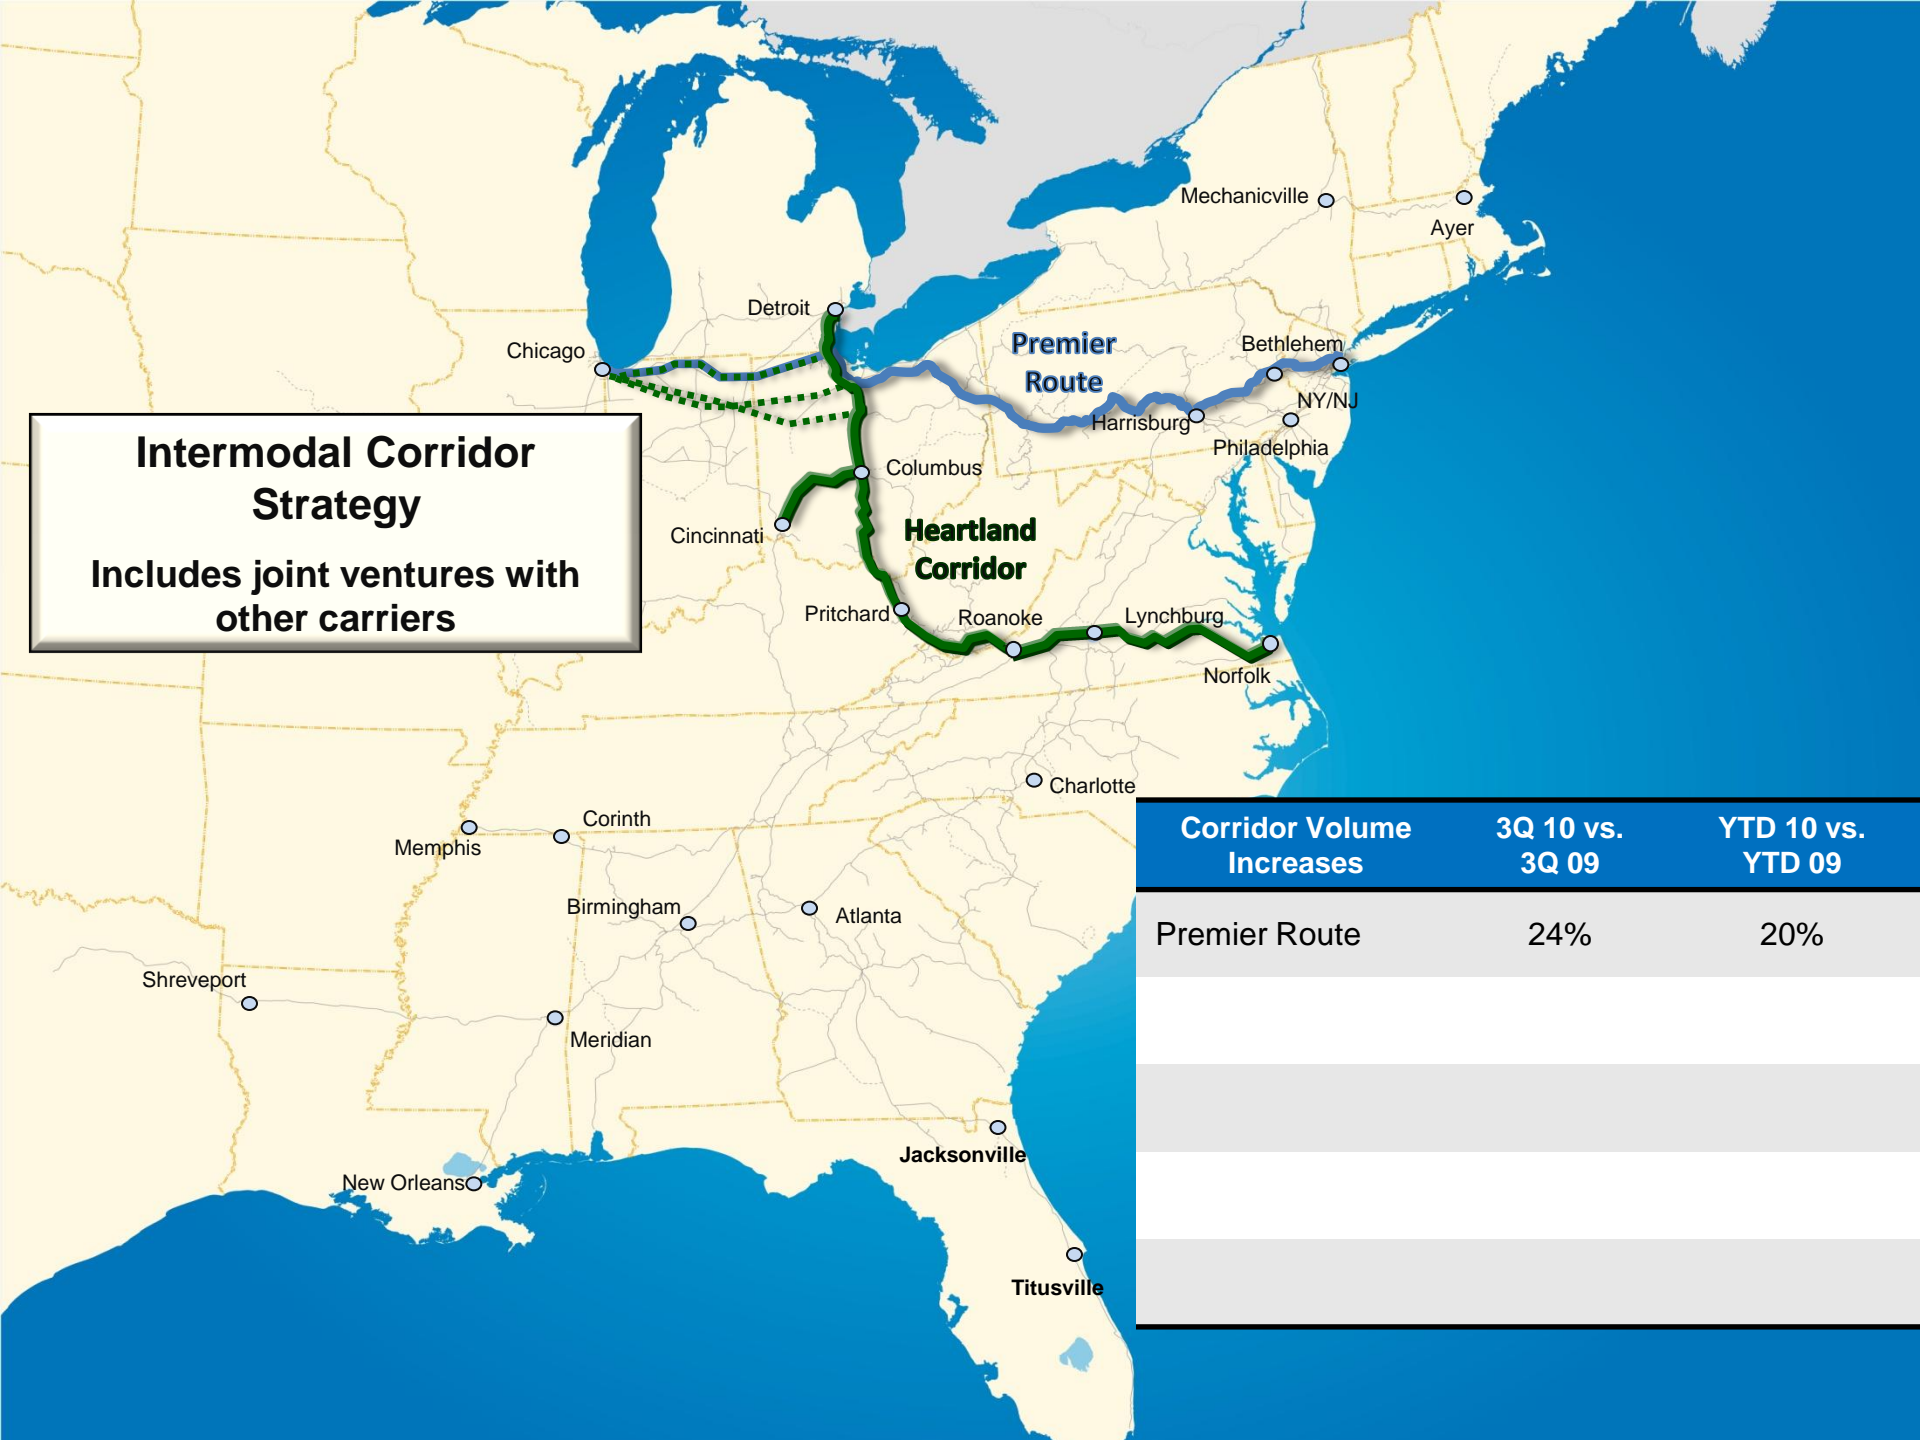 Mechanicville
Ayer
Detroit
Chicago
Premier
Route
Bethlehem
NY/NJ
Harrisburg
Philadelphia
Intermodal Corridor
Strategy
Includes joint ventures with
other carriers
Columbus
Cincinnati
Heartland
Corridor
Pritchard
Roanoke
Lynchburg
Norfolk
Charlotte
Corinth
Memphis
Birmingham
Atlanta
Shreveport
Meridian
Jacksonville
New Orleans
Titusville
Corridor Volume
Increases
3Q 10 vs.
3Q 09
YTD 10 vs.
YTD 09
Premier Route 24% 20%